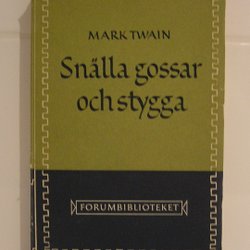 MARK TWAIN
Snälla gossar
och stygga
FORUMBIBLIOTEKET